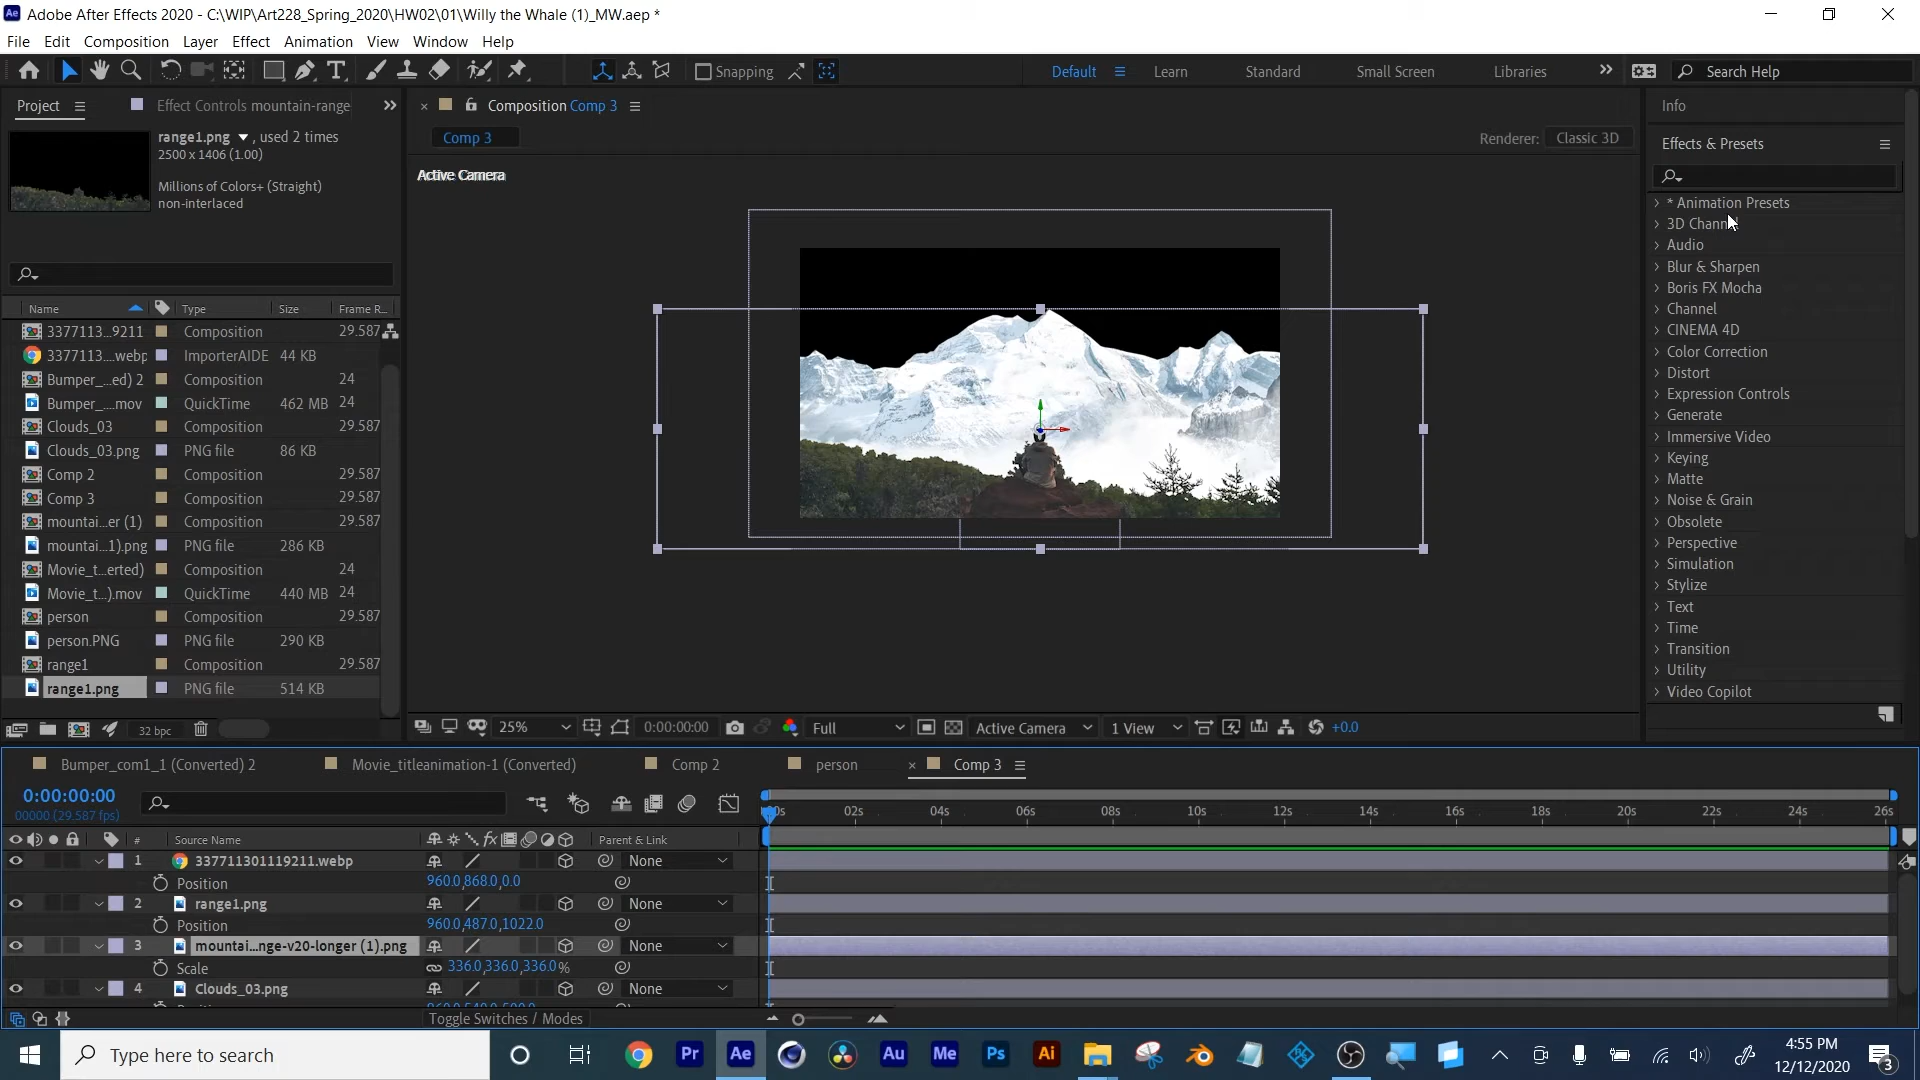 Adobe After Effects 2020 - C:\WIP\Art228_Spring_2020\HW02\01\Willy the Whale (1)_MW.aep *
File Edit Composition Layer Effect Animation View Window Help
Snapping Default Learn Standard Small Screen Libraries Search Help
Project Effect Controls mountain-range
range1.png , used 2 times
2500 x 1406 (1.00)
Millions of Colors+ (Straight)
non-interlaced
Name Type Size Frame R...
3377113...9211 Composition 29.587
3377113....webp ImporterAIDE 44 KB
Bumper_...ed) 2 Composition 24
Bumper_....mov QuickTime 462 MB 24
Clouds_03 Composition 29.587
Clouds_03.png PNG file 86 KB
Comp 2 Composition 29.587
Comp 3 Composition 29.587
mountai...er (1) Composition 29.587
mountai...1).png PNG file 286 KB
Movie_t...erted) Composition 24
Movie_t...).mov QuickTime 440 MB 24
person Composition 29.587
person.PNG PNG file 290 KB
range1 Composition 29.587
range1.png PNG file 514 KB
32 bpc
Composition Comp 3
Comp 3
Renderer: Classic 3D
Active Camera
25% 0:00:00:00 Full Active Camera 1 View +0.0
Info
Effects & Presets
* Animation Presets
3D Channel
Audio
Blur & Sharpen
Boris FX Mocha
Channel
CINEMA 4D
Color Correction
Distort
Expression Controls
Generate
Immersive Video
Keying
Matte
Noise & Grain
Obsolete
Perspective
Simulation
Stylize
Text
Time
Transition
Utility
Video Copilot
Bumper_com1_1 (Converted) 2 Movie_titleanimation-1 (Converted) Comp 2 person Comp 3
0:00:00:00
00000 (29.587 fps)
02s 04s 06s 08s 10s 12s 14s 16s 18s 20s 22s 24s 26s
# Source Name Parent & Link
1 337711301119211.webp None
Position 960.0,868.0,0.0
2 range1.png None
Position 960.0,487.0,1022.0
3 mountai...nge-v20-longer (1).png None
Scale 336.0,336.0,336.0%
4 Clouds_03.png None
Toggle Switches / Modes
Type here to search
Pr Ae Au Me Ps Ai
4:55 PM
12/12/2020
3